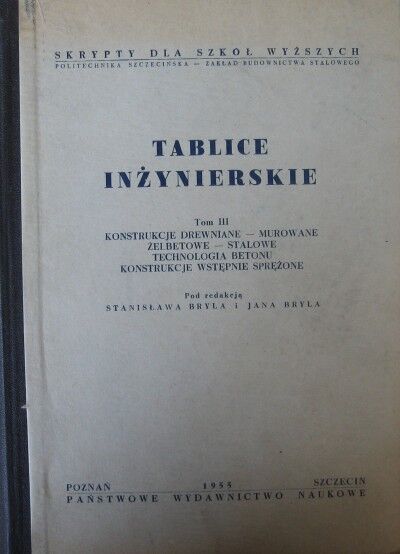 SKRYPTY DLA SZKÓŁ WYŻSZYCH
POLITECHNIKA SZCZECIŃSKA — ZAKŁAD BUDOWNICTWA STALOWEGO
TABLICE
INŻYNIERSKIE
Tom III
KONSTRUKCJE DREWNIANE — MUROWANE
ŻELBETOWE — STALOWE
TECHNOLOGIA BETONU
KONSTRUKCJE WSTĘPNIE SPRĘŻONE
Pod redakcją
STANISŁAWA BRYŁA i JANA BRYŁA
POZNAŃ 1955 SZCZECIN
PAŃSTWOWE WYDAWNICTWO NAUKOWE